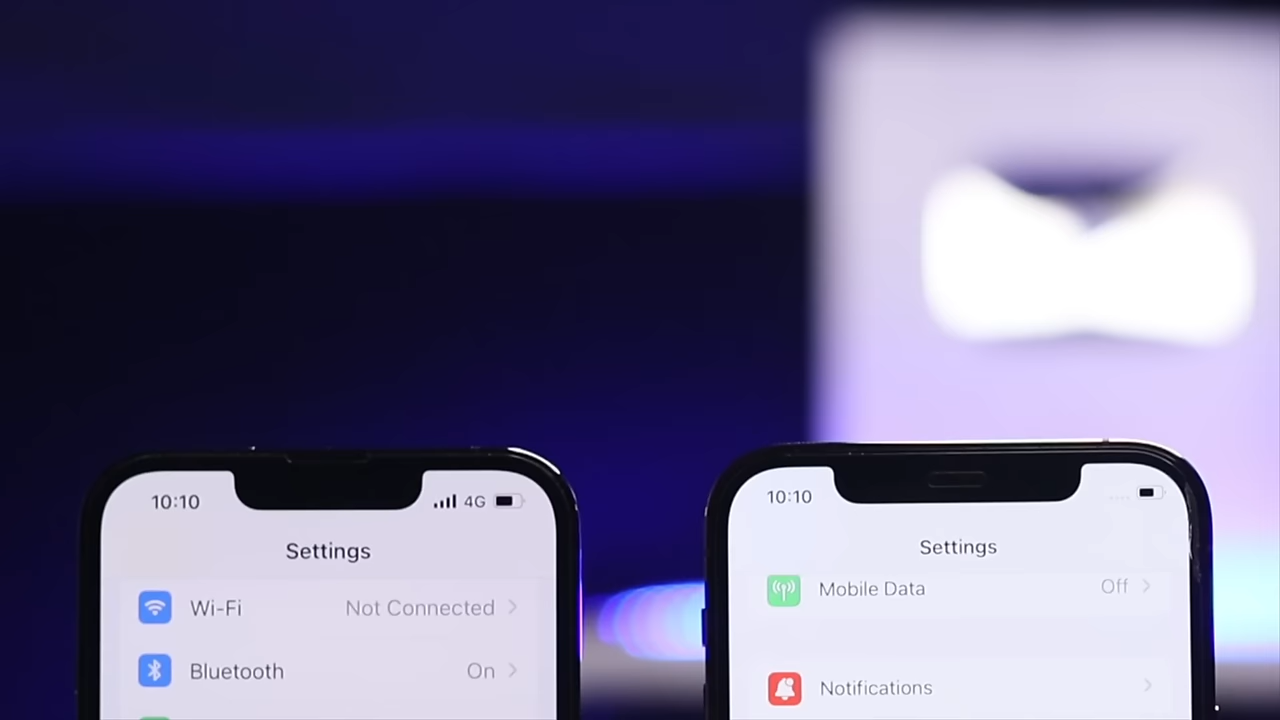 10:10 4G
Settings
Wi-Fi Not Connected
Bluetooth On
10:10
Settings
Mobile Data Off
Notifications